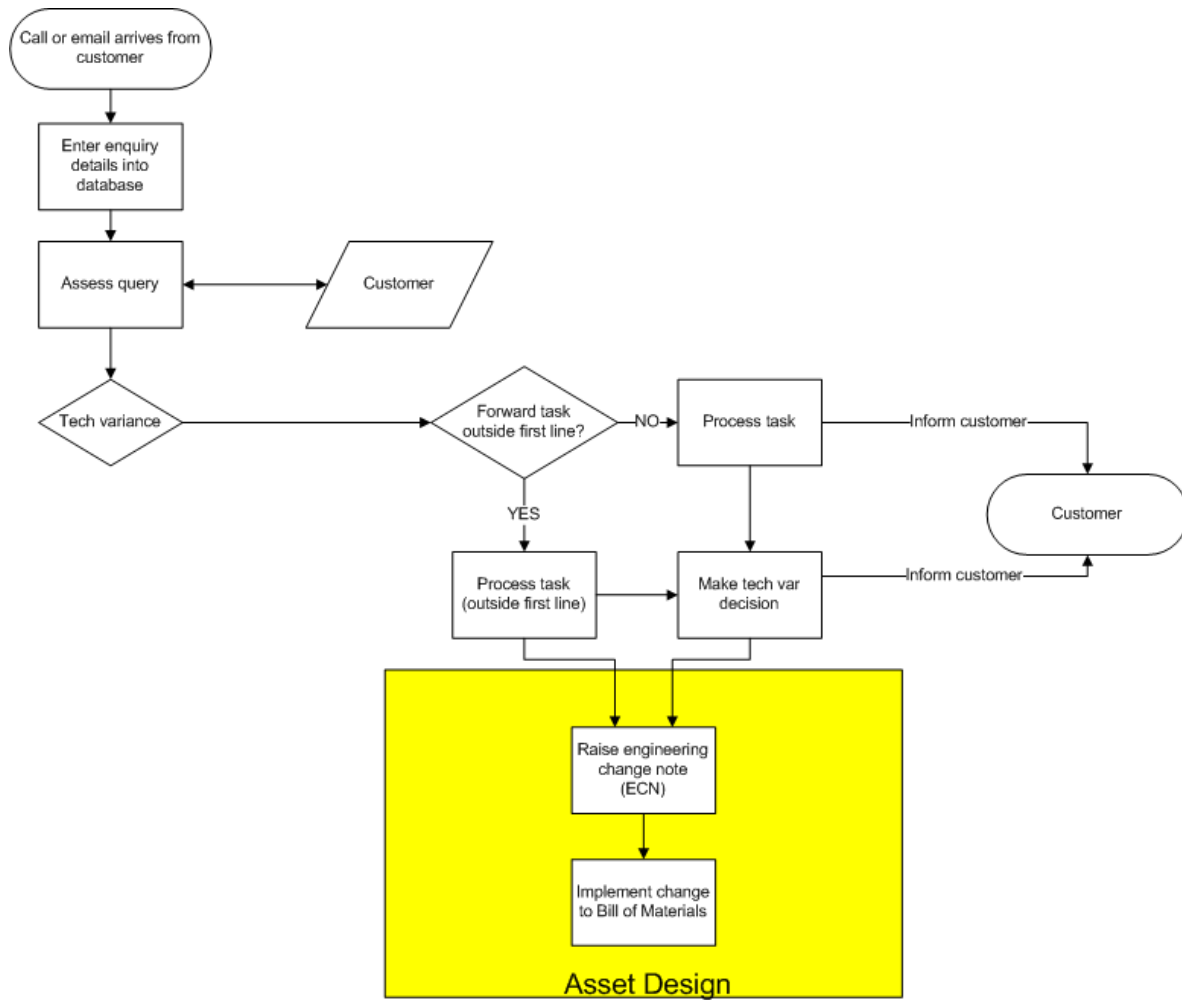 Call or email arrives from
customer
Enter enquiry
details into
database
Assess query
Customer
Tech variance
Forward task
outside first line?
NO
Process task
Inform customer
Customer
YES
Process task
(outside first line)
Make tech var
decision
Inform customer
Raise engineering
change note
(ECN)
Implement change
to Bill of Materials
Asset Design